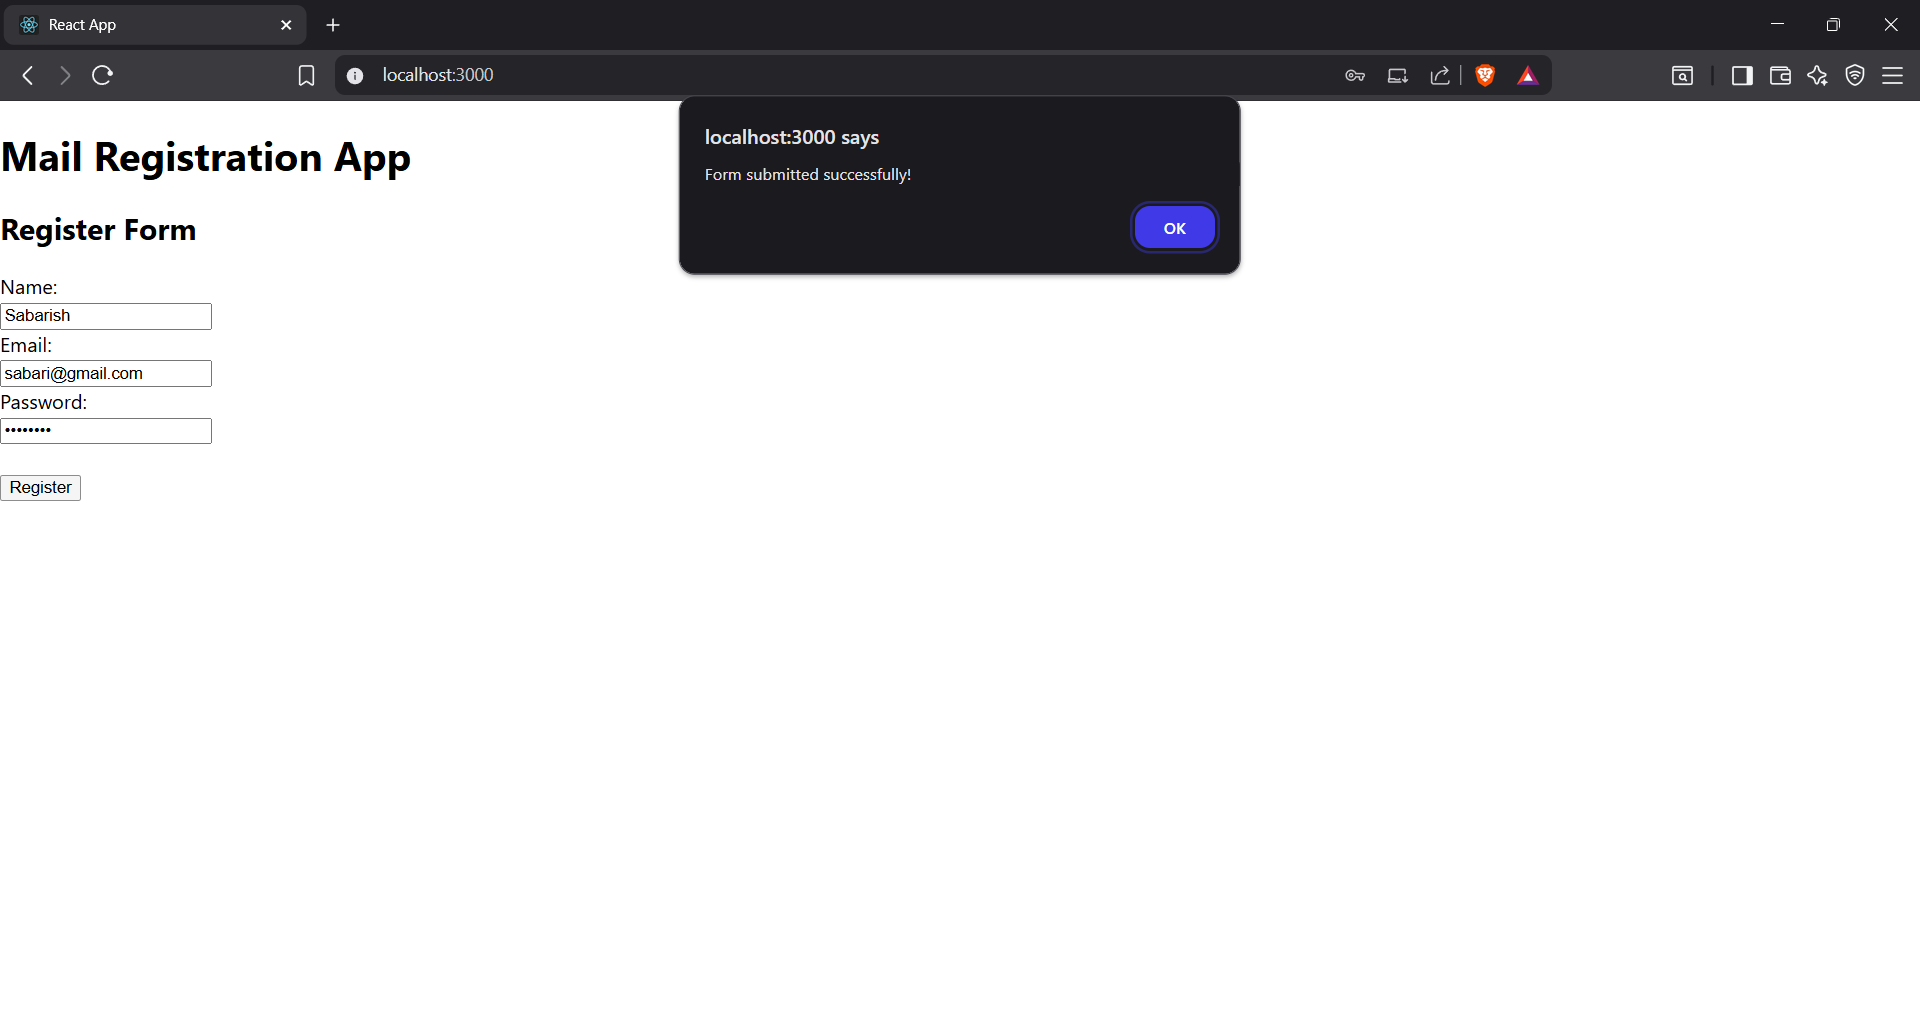 React App
localhost:3000
localhost:3000 says
Form submitted successfully!
OK
Mail Registration App
Register Form
Name:
Sabarish
Email:
sabari@gmail.com
Password:
••••••••
Register